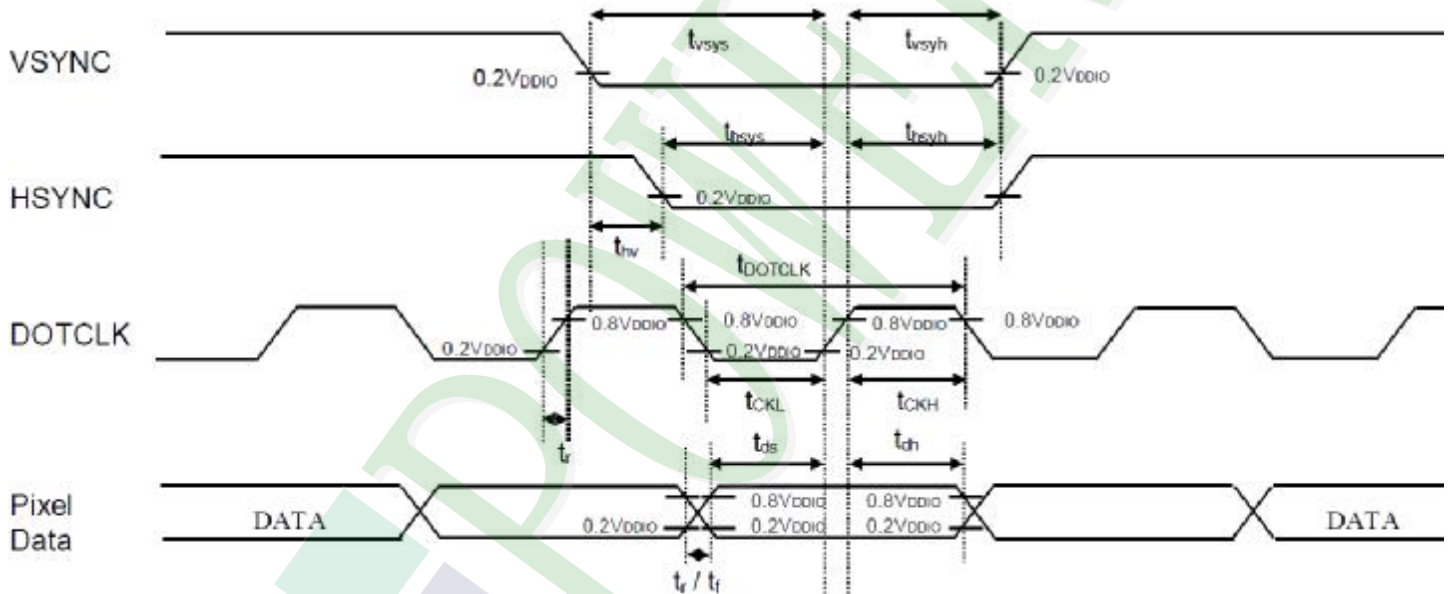 tvsys tvsyh
VSYNC
0.2VDDIO 0.2VDDIO
thsys thsyh
HSYNC
0.2VDDIO
thv
tDOTCLK
DOTCLK
0.8VDDIO 0.8VDDIO 0.8VDDIO 0.8VDDIO
0.2VDDIO 0.2VDDIO 0.2VDDIO
tCKL tCKH
tr
tds tdh
Pixel
Data
DATA
0.8VDDIO 0.8VDDIO
0.2VDDIO 0.2VDDIO 0.2VDDIO
DATA
tr / tf
POWER